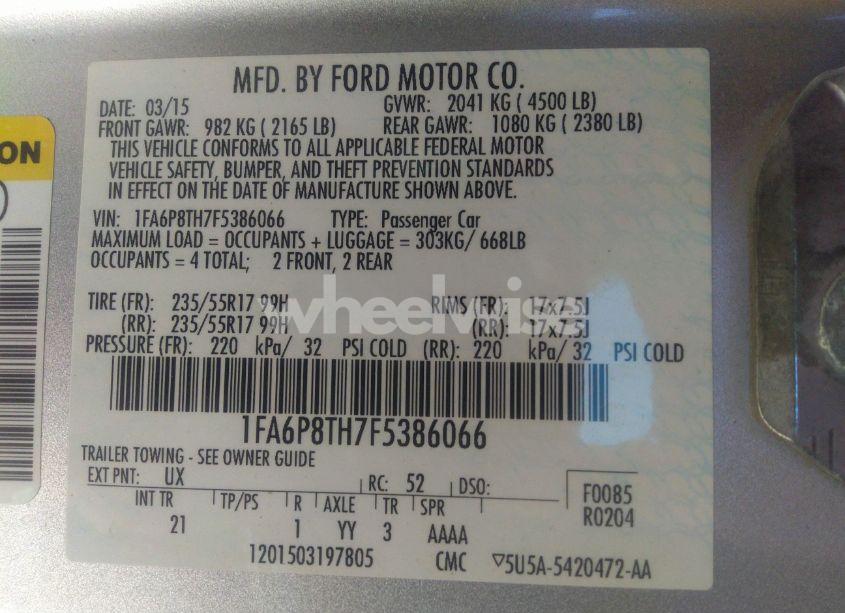 MFD. BY FORD MOTOR CO.
DATE: 03/15 GVWR: 2041 KG ( 4500 LB)
FRONT GAWR: 982 KG ( 2165 LB) REAR GAWR: 1080 KG ( 2380 LB)
THIS VEHICLE CONFORMS TO ALL APPLICABLE FEDERAL MOTOR
VEHICLE SAFETY, BUMPER, AND THEFT PREVENTION STANDARDS
IN EFFECT ON THE DATE OF MANUFACTURE SHOWN ABOVE.
ON
VIN: 1FA6P8TH7F5386066 TYPE: Passenger Car
MAXIMUM LOAD = OCCUPANTS + LUGGAGE = 303KG/ 668LB
OCCUPANTS = 4 TOTAL; 2 FRONT, 2 REAR
TIRE (FR): 235/55R17 99H RIMS (FR): 17x7.5J
(RR): 235/55R17 99H (RR): 17x7.5J
PRESSURE (FR): 220 kPa/ 32 PSI COLD (RR): 220 kPa/ 32 PSI COLD
1FA6P8TH7F5386066
TRAILER TOWING - SEE OWNER GUIDE
EXT PNT: UX RC: 52 DSO:
INT TR TP/PS R AXLE TR SPR
21 1 YY 3 AAAA
F0085
R0204
1201503197805 CMC ▽5U5A-5420472-AA